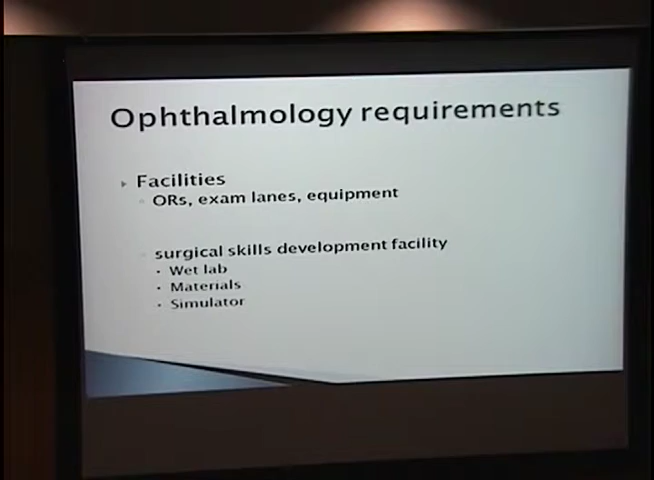 Ophthalmology requirements
Facilities
ORs, exam lanes, equipment
surgical skills development facility
Wet lab
Materials
Simulator